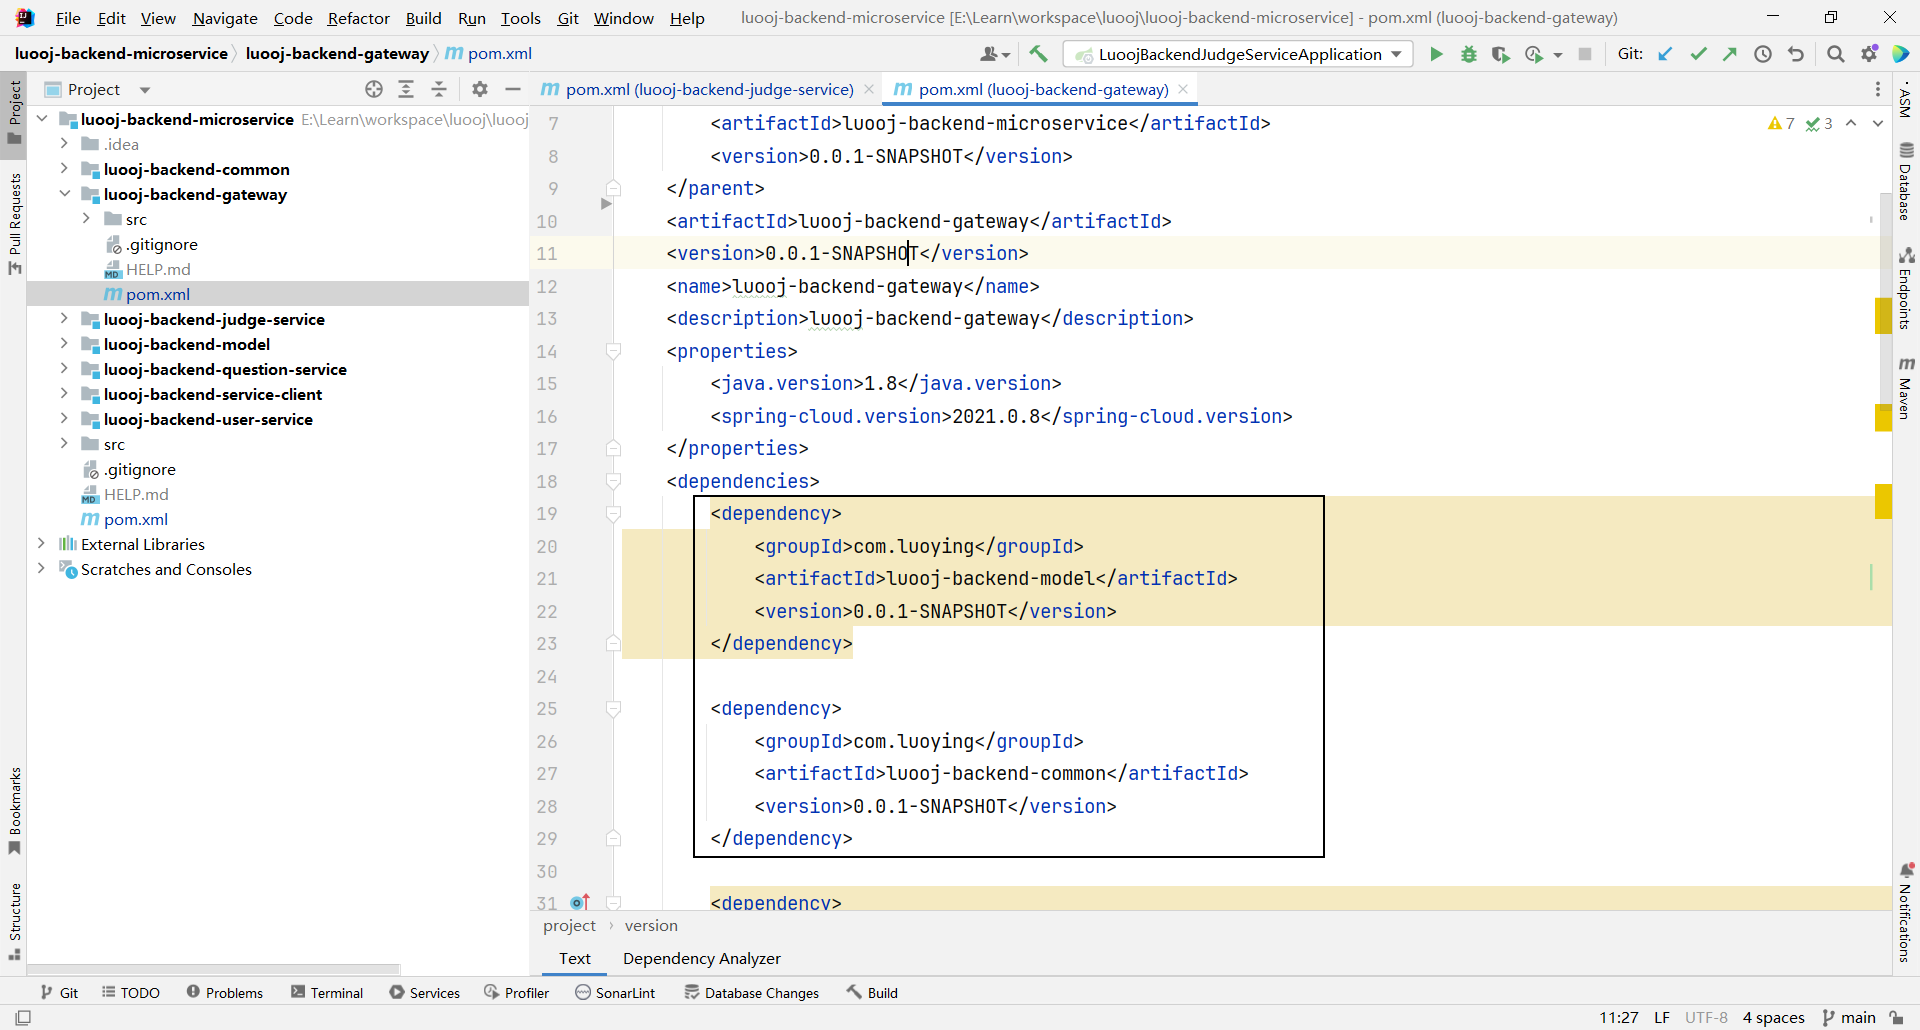 File Edit View Navigate Code Refactor Build Run Tools Git Window Help luooj-backend-microservice [E:\Learn\workspace\luooj\luooj-backend-microservice] - pom.xml (luooj-backend-gateway)
luooj-backend-microservice luooj-backend-gateway m pom.xml LuoojBackendJudgeServiceApplication Git:
Project
Pull Requests
Bookmarks
Structure
Project
luooj-backend-microservice E:\Learn\workspace\luooj\luooj
.idea
luooj-backend-common
luooj-backend-gateway
src
.gitignore
MD HELP.md
m pom.xml
luooj-backend-judge-service
luooj-backend-model
luooj-backend-question-service
luooj-backend-service-client
luooj-backend-user-service
src
.gitignore
MD HELP.md
m pom.xml
External Libraries
Scratches and Consoles
m pom.xml (luooj-backend-judge-service) m pom.xml (luooj-backend-gateway)
7 3
7 <artifactId>luooj-backend-microservice</artifactId>
8 <version>0.0.1-SNAPSHOT</version>
9 </parent>
10 <artifactId>luooj-backend-gateway</artifactId>
11 <version>0.0.1-SNAPSHOT</version>
12 <name>luooj-backend-gateway</name>
13 <description>luooj-backend-gateway</description>
14 <properties>
15 <java.version>1.8</java.version>
16 <spring-cloud.version>2021.0.8</spring-cloud.version>
17 </properties>
18 <dependencies>
19 <dependency>
20 <groupId>com.luoying</groupId>
21 <artifactId>luooj-backend-model</artifactId>
22 <version>0.0.1-SNAPSHOT</version>
23 </dependency>
24
25 <dependency>
26 <groupId>com.luoying</groupId>
27 <artifactId>luooj-backend-common</artifactId>
28 <version>0.0.1-SNAPSHOT</version>
29 </dependency>
30
31 <dependency>
project › version
Text Dependency Analyzer
ASM
Database
Endpoints
m Maven
Notifications
Git TODO Problems Terminal Services Profiler SonarLint Database Changes Build
11:27 LF UTF-8 4 spaces main